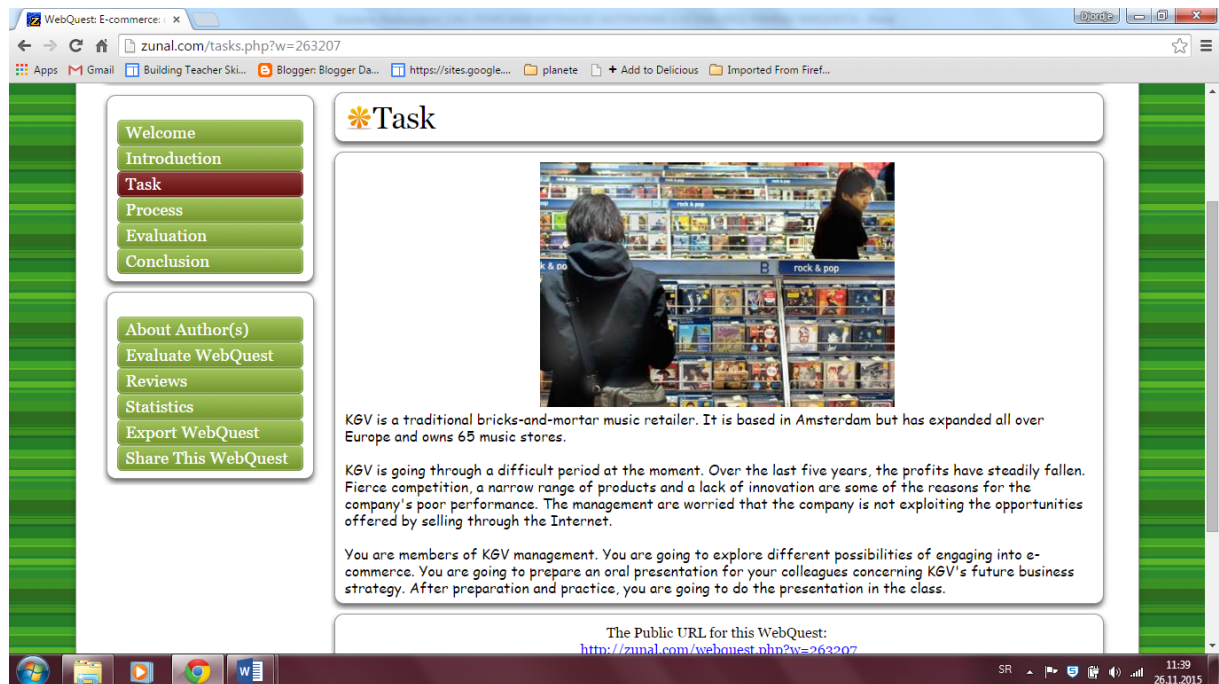 WebQuest: E-commerce:
Djordje
zunal.com/tasks.php?w=263207
Apps Gmail Building Teacher Ski... Blogger: Blogger Da... https://sites.google.... planete + Add to Delicious Imported From Firef...
Welcome
Introduction
Task
Process
Evaluation
Conclusion
About Author(s)
Evaluate WebQuest
Reviews
Statistics
Export WebQuest
Share This WebQuest
Task
rock & pop
rock & pop
B rock & pop
KGV is a traditional bricks-and-mortar music retailer. It is based in Amsterdam but has expanded all over
Europe and owns 65 music stores.
KGV is going through a difficult period at the moment. Over the last five years, the profits have steadily fallen.
Fierce competition, a narrow range of products and a lack of innovation are some of the reasons for the
company's poor performance. The management are worried that the company is not exploiting the opportunities
offered by selling through the Internet.
You are members of KGV management. You are going to explore different possibilities of engaging into e-
commerce. You are going to prepare an oral presentation for your colleagues concerning KGV's future business
strategy. After preparation and practice, you are going to do the presentation in the class.
The Public URL for this WebQuest:
http://zunal.com/webquest.php?w=263207
SR
11:39
26.11.2015